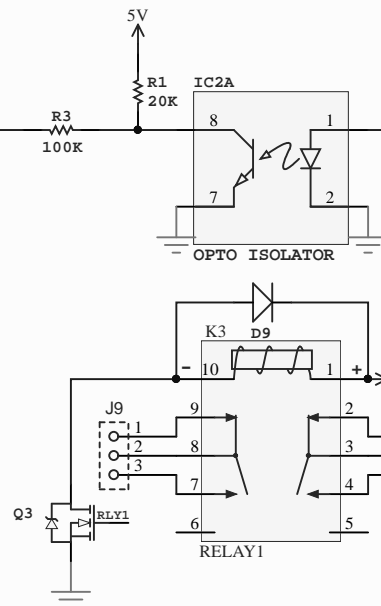 5V
R1
20K
IC2A
R3
100K
8
1
7
2
OPTO ISOLATOR
K3
D9
-
10
1
+
J9
1
2
3
9
2
8
3
7
4
6
5
Q3
RLY1
RELAY1